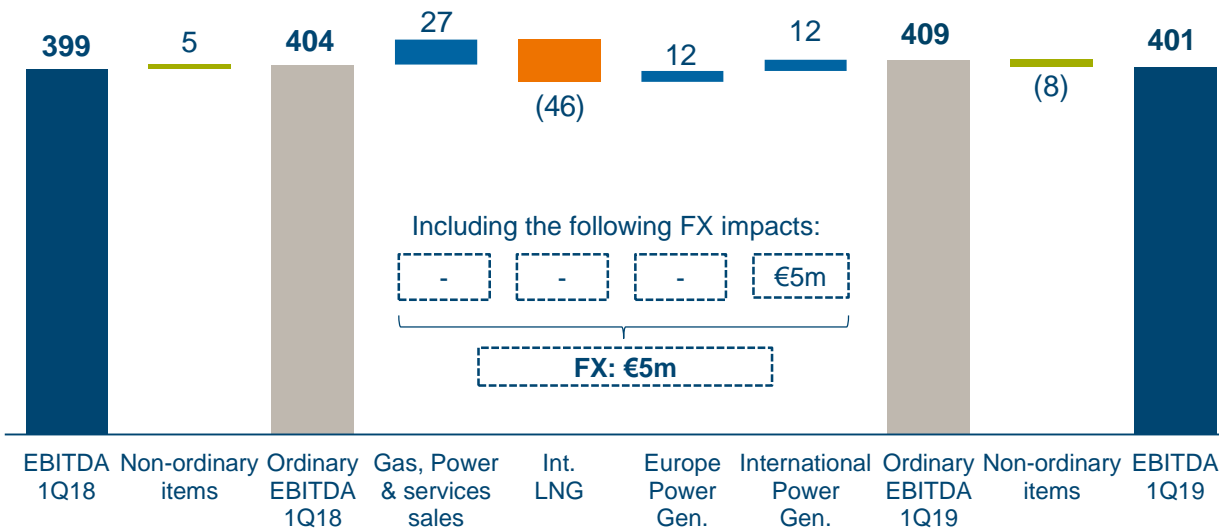 399
5
404
27
(46)
12
12
409
(8)
401
Including the following FX impacts:
-
-
-
€5m
FX: €5m
EBITDA
1Q18
Non-ordinary
items
Ordinary
EBITDA
1Q18
Gas, Power
& services
sales
Int.
LNG
Europe
Power
Gen.
International
Power
Gen.
Ordinary
EBITDA
1Q19
Non-ordinary
items
EBITDA
1Q19